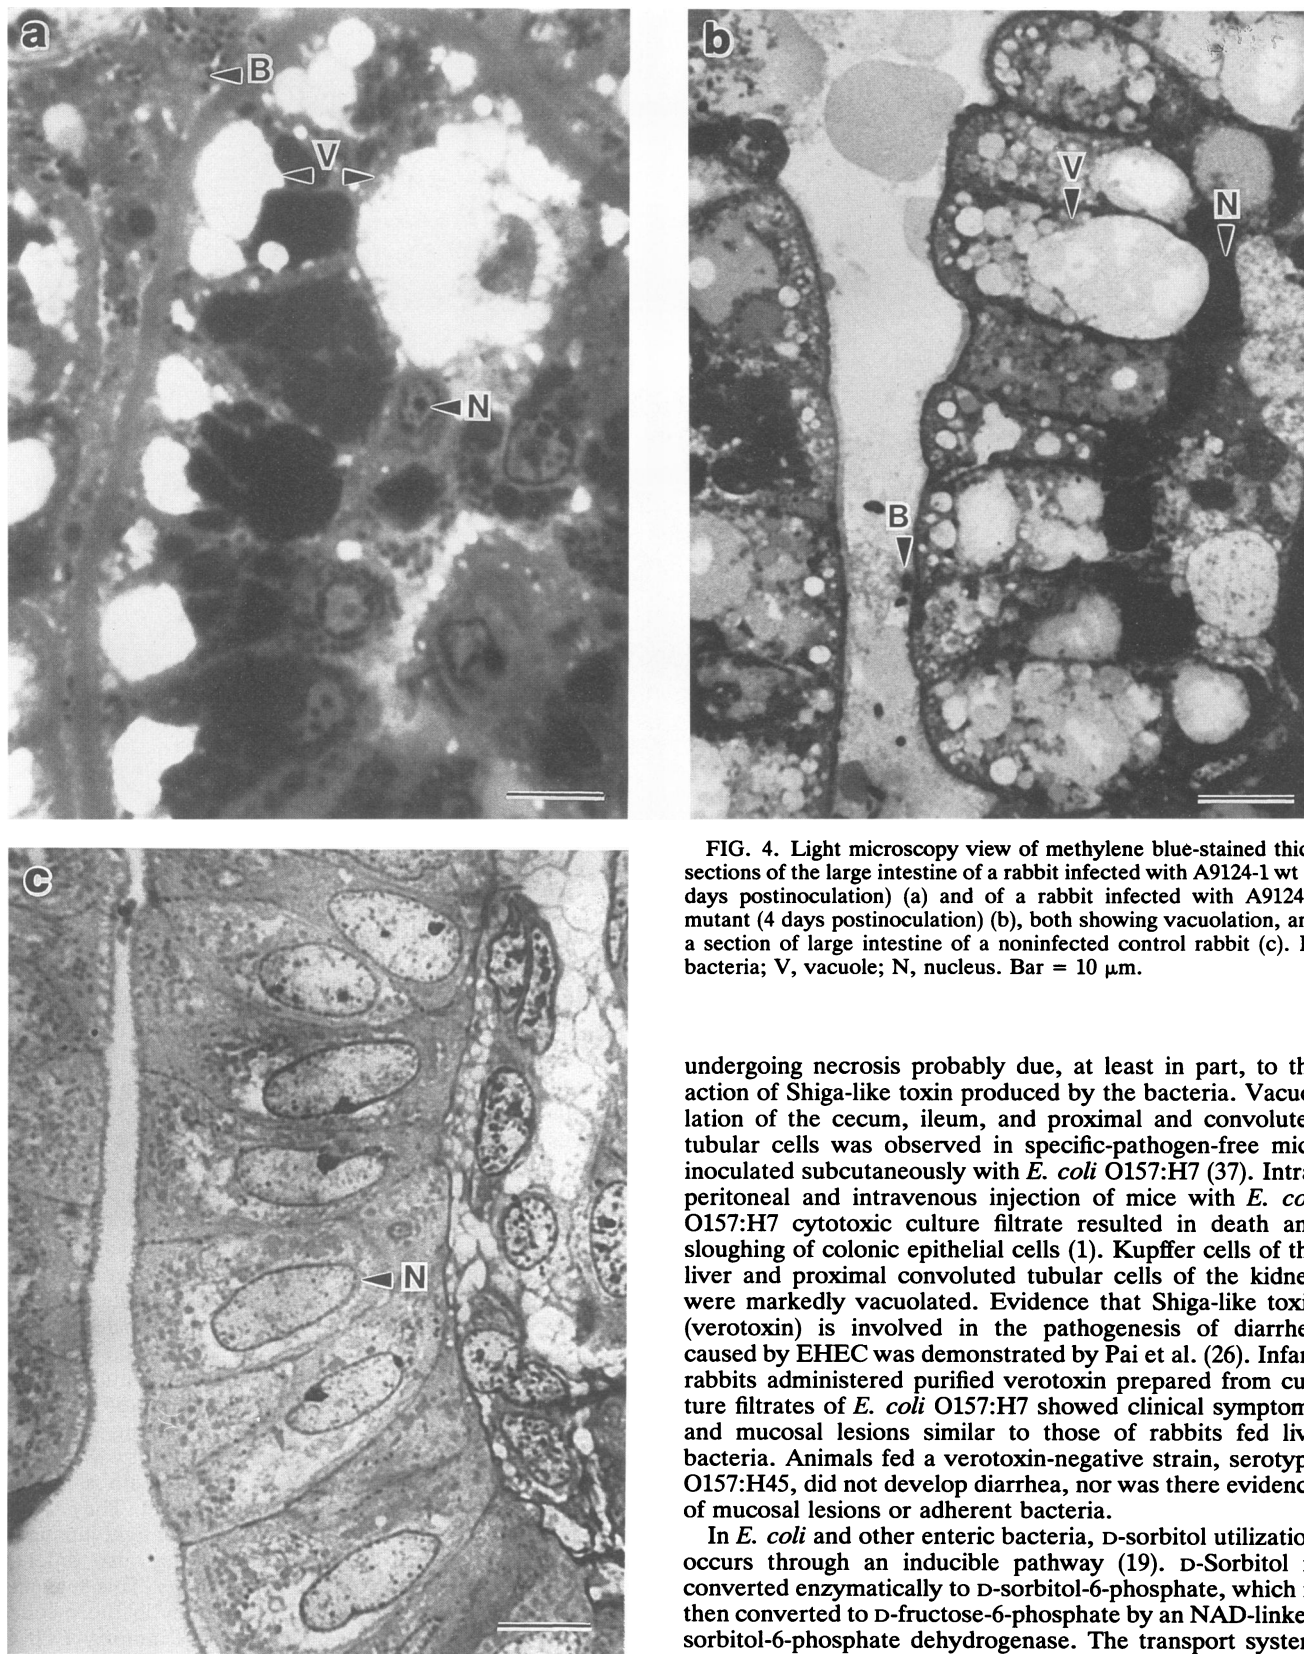 a
B
V
N
b
V
N
B
c
N
FIG. 4. Light microscopy view of methylene blue-stained thic
sections of the large intestine of a rabbit infected with A9124-1 wt
days postinoculation) (a) and of a rabbit infected with A9124-
mutant (4 days postinoculation) (b), both showing vacuolation, an
a section of large intestine of a noninfected control rabbit (c).
bacteria; V, vacuole; N, nucleus. Bar = 10 μm.
undergoing necrosis probably due, at least in part, to th
action of Shiga-like toxin produced by the bacteria. Vacuo
lation of the cecum, ileum, and proximal and convolute
tubular cells was observed in specific-pathogen-free mic
inoculated subcutaneously with E. coli O157:H7 (37). Intra
peritoneal and intravenous injection of mice with E. co
O157:H7 cytotoxic culture filtrate resulted in death an
sloughing of colonic epithelial cells (1). Kupffer cells of th
liver and proximal convoluted tubular cells of the kidne
were markedly vacuolated. Evidence that Shiga-like toxi
(verotoxin) is involved in the pathogenesis of diarrhe
caused by EHEC was demonstrated by Pai et al. (26). Infan
rabbits administered purified verotoxin prepared from cu
ture filtrates of E. coli O157:H7 showed clinical symptom
and mucosal lesions similar to those of rabbits fed liv
bacteria. Animals fed a verotoxin-negative strain, serotyp
O157:H45, did not develop diarrhea, nor was there evidenc
of mucosal lesions or adherent bacteria.
In E. coli and other enteric bacteria, D-sorbitol utilizatio
occurs through an inducible pathway (19). D-Sorbitol
converted enzymatically to D-sorbitol-6-phosphate, which
then converted to D-fructose-6-phosphate by an NAD-linke
sorbitol-6-phosphate dehydrogenase. The transport system